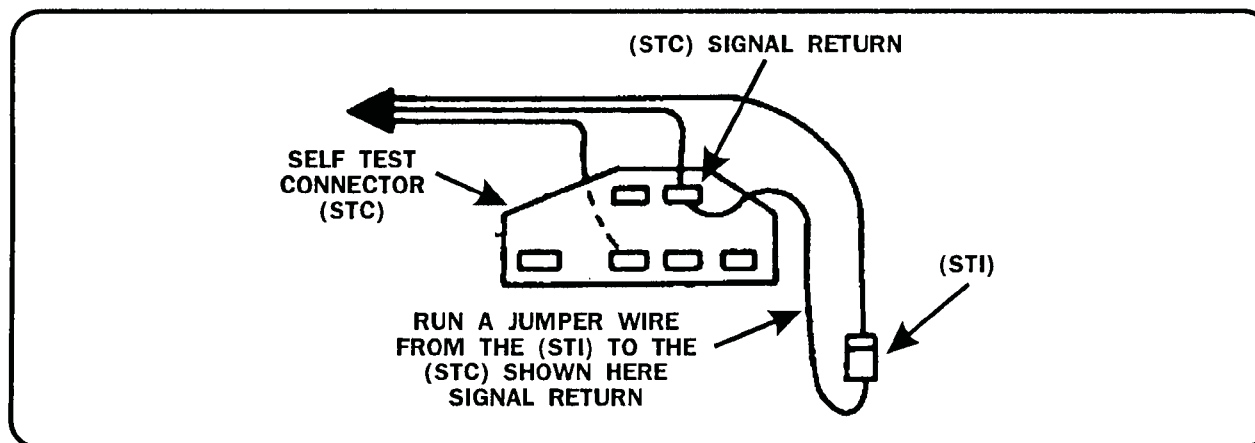 (STC) SIGNAL RETURN
SELF TEST
CONNECTOR
(STC)
(STI)
RUN A JUMPER WIRE
FROM THE (STI) TO THE
(STC) SHOWN HERE
SIGNAL RETURN